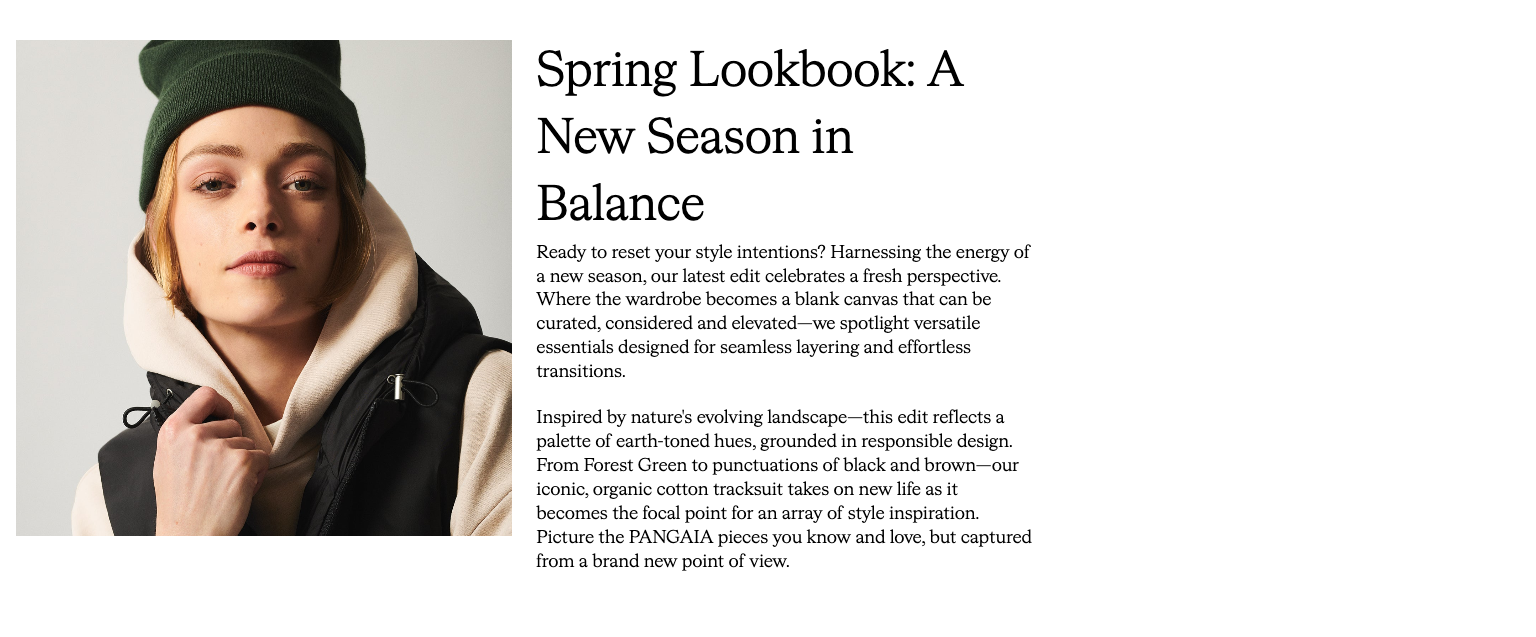 Spring Lookbook: A
New Season in
Balance
Ready to reset your style intentions? Harnessing the energy of
a new season, our latest edit celebrates a fresh perspective.
Where the wardrobe becomes a blank canvas that can be
curated, considered and elevated—we spotlight versatile
essentials designed for seamless layering and effortless
transitions.
Inspired by nature's evolving landscape—this edit reflects a
palette of earth-toned hues, grounded in responsible design.
From Forest Green to punctuations of black and brown—our
iconic, organic cotton tracksuit takes on new life as it
becomes the focal point for an array of style inspiration.
Picture the PANGAIA pieces you know and love, but captured
from a brand new point of view.